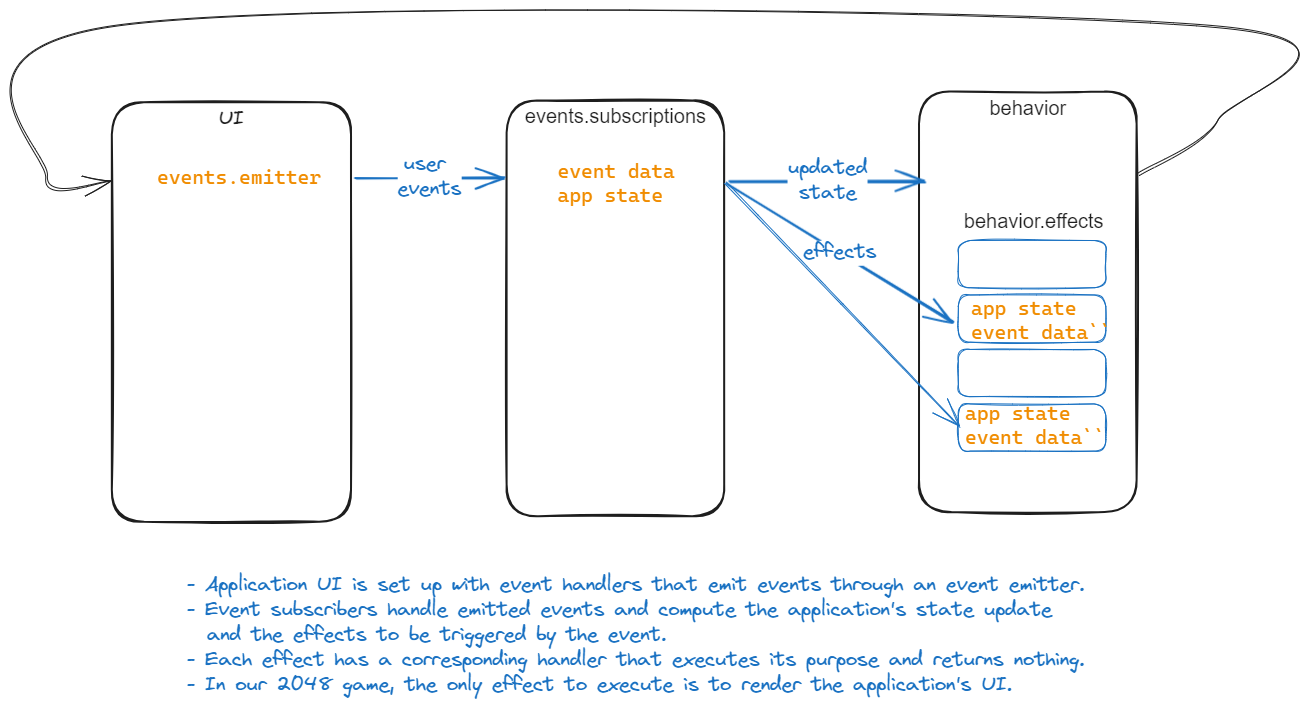 UI
events.emitter
user
events
events.subscriptions
event data
app state
updated
state
effects
behavior
behavior.effects
app state
event data``
app state
event data``
- Application UI is set up with event handlers that emit events through an event emitter.
- Event subscribers handle emitted events and compute the application's state update
and the effects to be triggered by the event.
- Each effect has a corresponding handler that executes its purpose and returns nothing.
- In our 2048 game, the only effect to execute is to render the application's UI.